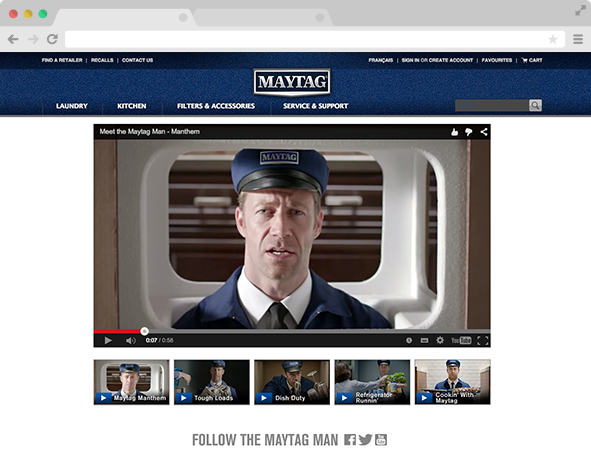 FIND A RETAILER | RECALLS | CONTACT US
FRANÇAIS | SIGN IN OR CREATE ACCOUNT | FAVOURITES | CART
MAYTAG
LAUNDRY KITCHEN FILTERS & ACCESSORIES SERVICE & SUPPORT
Meet the Maytag Man - Manthem
MAYTAG
0:07 / 0:58 YouTube
Maytag Manthem
Tough Loads
Dish Duty
Refrigerator
Runnin'
Cookin' With
Maytag
FOLLOW THE MAYTAG MAN